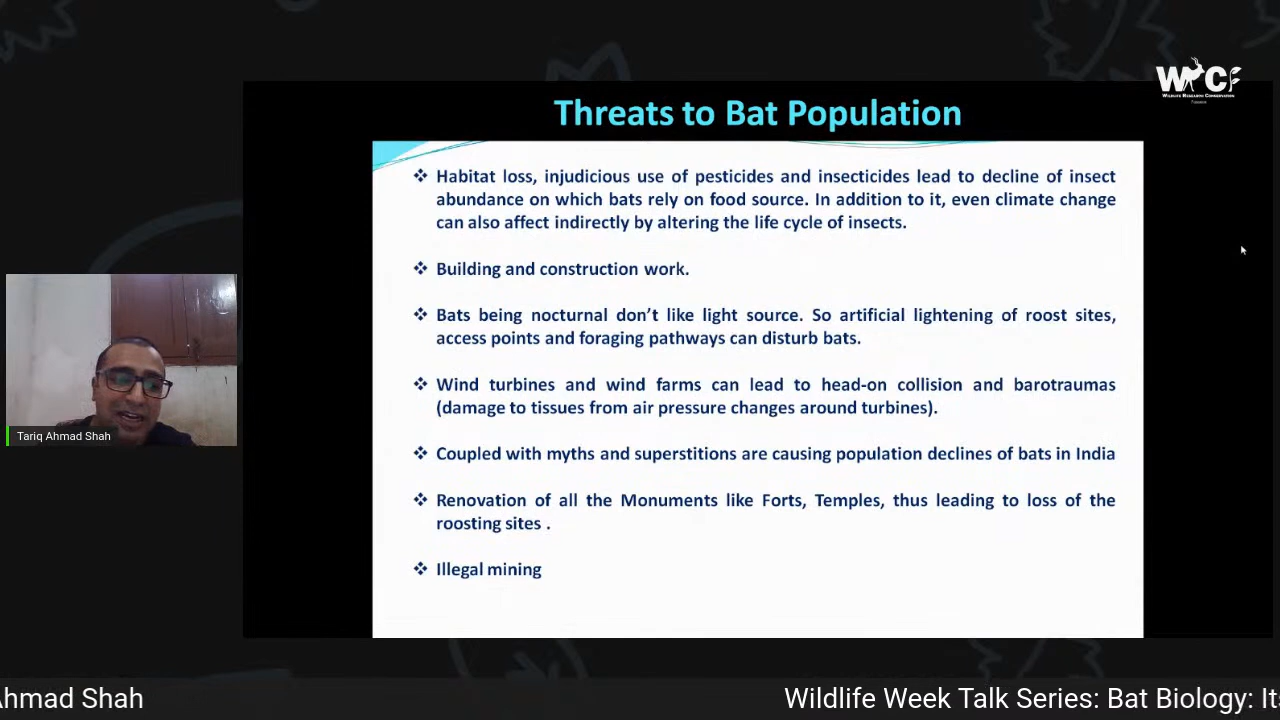 WCF
WILDLIFE RESEARCH CONSERVATION
Threats to Bat Population
❖ Habitat loss, injudicious use of pesticides and insecticides lead to decline of insect
abundance on which bats rely on food source. In addition to it, even climate change
can also affect indirectly by altering the life cycle of insects.
❖ Building and construction work.
❖ Bats being nocturnal don’t like light source. So artificial lightening of roost sites,
access points and foraging pathways can disturb bats.
❖ Wind turbines and wind farms can lead to head-on collision and barotraumas
(damage to tissues from air pressure changes around turbines).
❖ Coupled with myths and superstitions are causing population declines of bats in India
❖ Renovation of all the Monuments like Forts, Temples, thus leading to loss of the
roosting sites .
❖ Illegal mining
Tariq Ahmad Shah
Ahmad Shah
Wildlife Week Talk Series: Bat Biology: It